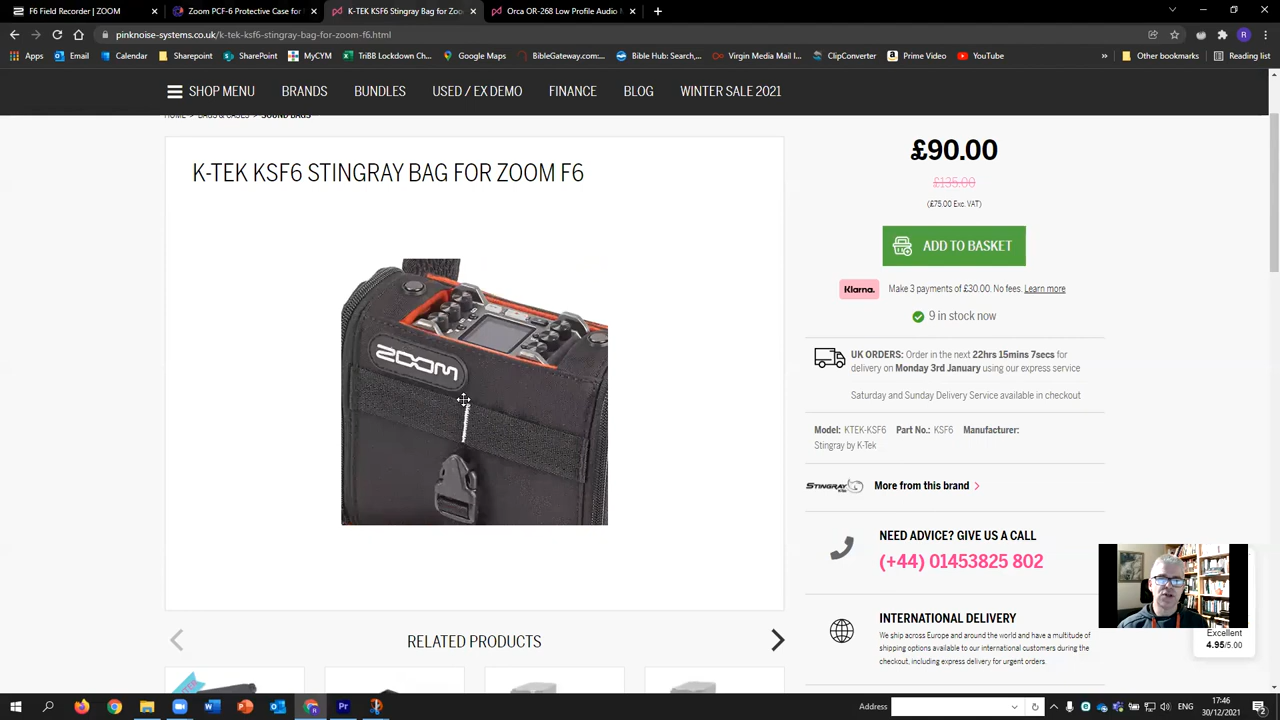 F6 Field Recorder | ZOOM
Zoom PCF-6 Protective Case for
K-TEK KSF6 Stingray Bag for Zoom
Orca OR-268 Low Profile Audio M
pinknoise-systems.co.uk/k-tek-ksf6-stingray-bag-for-zoom-f6.html
Apps Suppliers SharePoint SharePoint MyCYM TriBB Lockdown Ch... Google Maps BibleGateway.com:... Bible Hub: Search,... Virgin Media Mail I... ClipConverter Prime Video YouTube » Other bookmarks Reading list
SHOP MENU BRANDS BUNDLES USED / EX DEMO FINANCE BLOG WINTER SALE 2021
HOME > BAGS & CASES > SOUND BAGS
K-TEK KSF6 STINGRAY BAG FOR ZOOM F6
ZOOM
£90.00
£135.00
(£75.00 Exc. VAT)
ADD TO BASKET
Klarna. Make 3 payments of £30.00. No fees. Learn more
9 in stock now
UK ORDERS: Order in the next 22hrs 15mins 7secs for
delivery on Monday 3rd January using our express service
Saturday and Sunday Delivery Service available in checkout
Model: KTEK-KSF6 Part No.: KSF6 Manufacturer:
Stingray by K-Tek
STINGRAY More from this brand
NEED ADVICE? GIVE US A CALL
(+44) 01453825 802
INTERNATIONAL DELIVERY
We ship across Europe and around the world and have a multitude of
shipping options available to our international customers during the
checkout, including express delivery for urgent orders.
Excellent
4.95/5.00
RELATED PRODUCTS
Address
ENG
17:46
30/12/2021